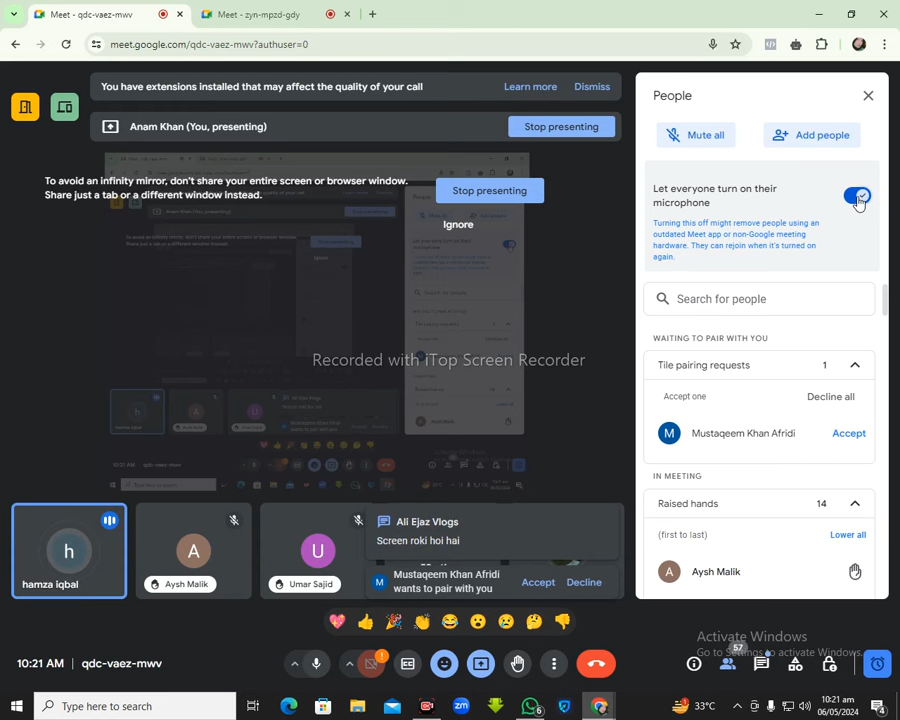 Meet - qdc-vaez-mwv
Meet - zyn-mpzd-gdy
meet.google.com/qdc-vaez-mwv?authuser=0
You have extensions installed that may affect the quality of your call
Learn more
Dismiss
Anam Khan (You, presenting)
Stop presenting
To avoid an infinity mirror, don't share your entire screen or browser window.
Share just a tab or a different window instead.
Stop presenting
Ignore
Recorded with iTop Screen Recorder
People
Mute all
Add people
Let everyone turn on their
microphone
Turning this off might remove people using an
outdated Meet app or non-Google meeting
hardware. They can rejoin when it's turned on
again.
Search for people
WAITING TO PAIR WITH YOU
Tile pairing requests 1
Accept one
Decline all
M
Mustaqeem Khan Afridi
Accept
IN MEETING
Raised hands 14
(first to last)
Lower all
A
Aysh Malik
h
hamza iqbal
A
Aysh Malik
U
Umar Sajid
Ali Ejaz Vlogs
Screen roki hoi hai
M
Mustaqeem Khan Afridi
wants to pair with you
Accept
Decline
Activate Windows
Go to Settings to activate Windows.
10:21 AM
qdc-vaez-mwv
57
Type here to search
zm
6
33°C
10:21 am
06/05/2024
4